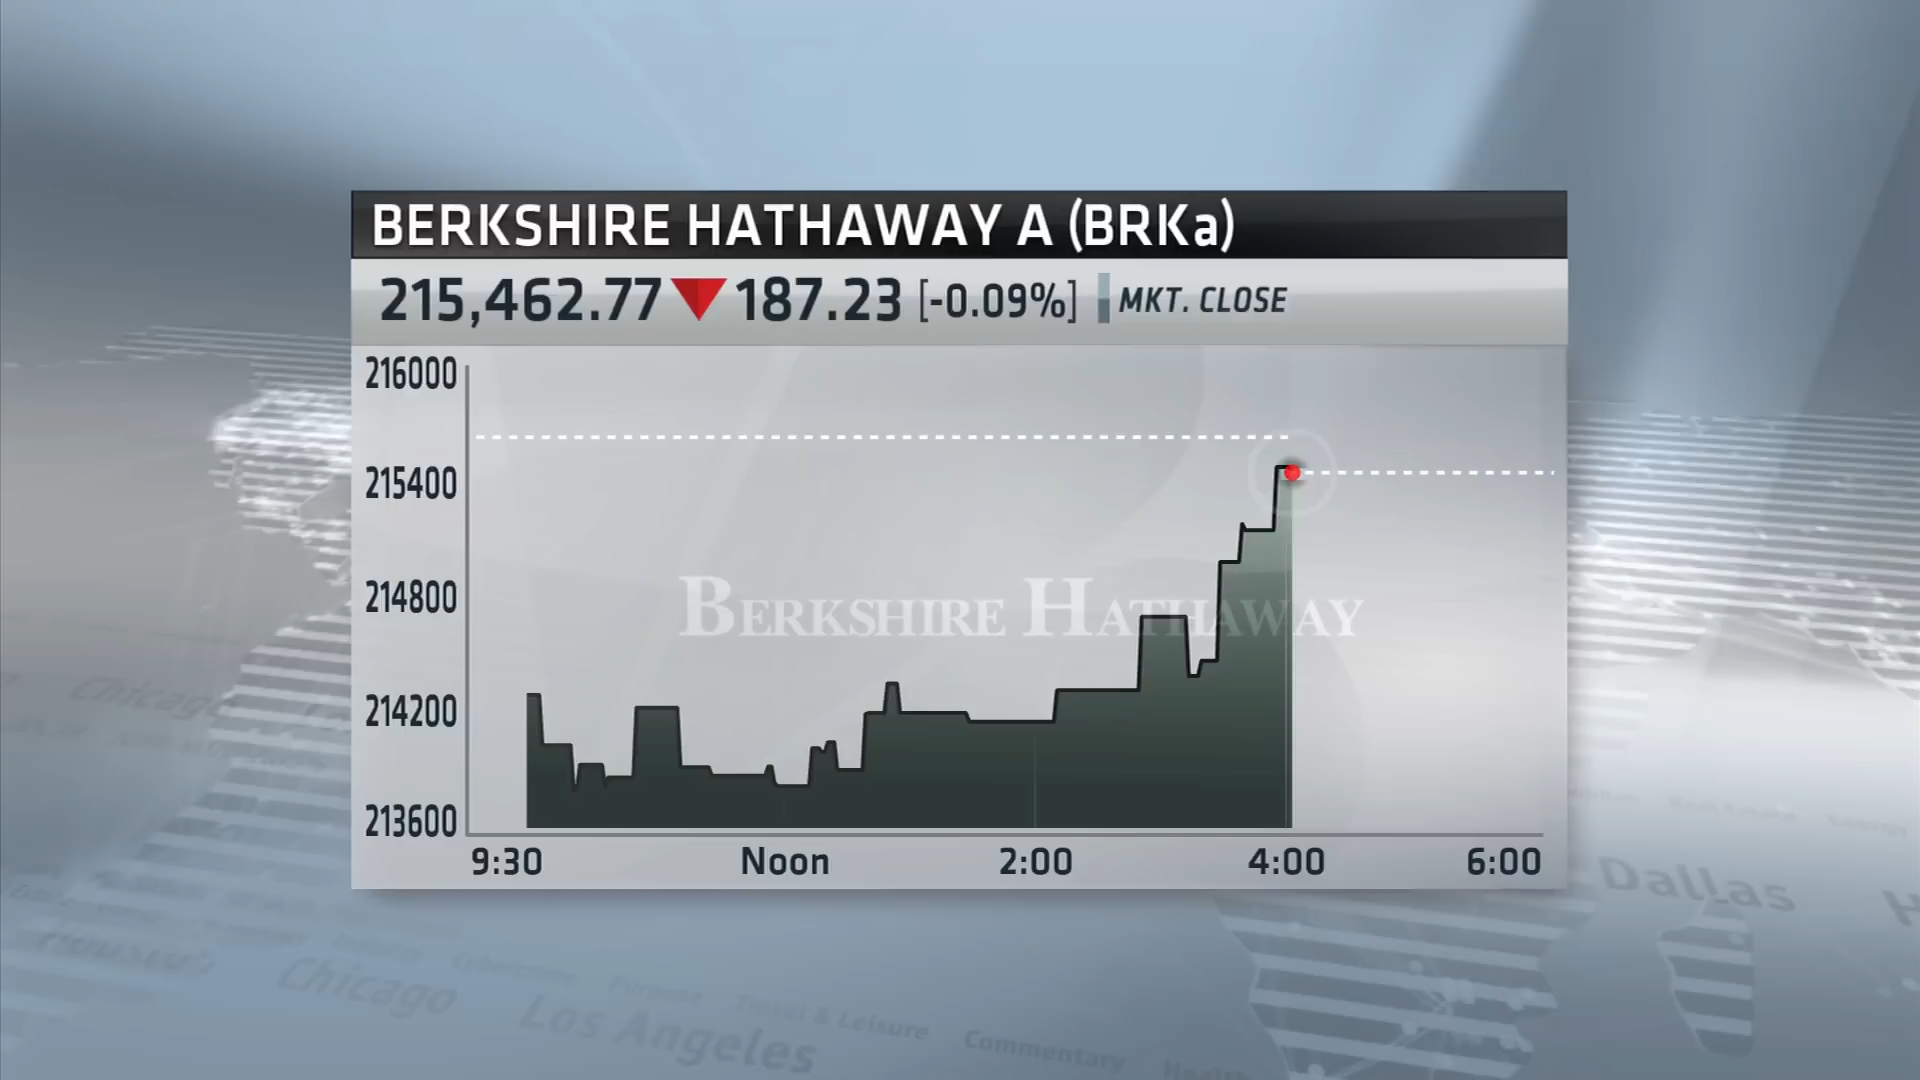 BERKSHIRE HATHAWAY A (BRKa)
215,462.77 ▼ 187.23 [-0.09%] MKT. CLOSE
216000
215400
214800
BERKSHIRE HATHAWAY
214200
213600
9:30 Noon 2:00 4:00 6:00
Chicago
Dallas
Chicago
Los Angeles
Purpose
Travel & Leisure
Commentary